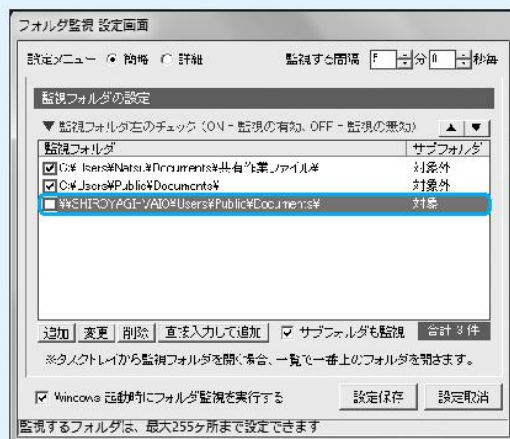 フォルダ監視 設定画面
設定メニュー 簡略 詳細 監視する間隔 分 0 秒毎
監視フォルダの設定
▼ 監視フォルダ左のチェック（ON - 監視の有効、OFF - 監視の無効） ▲ ▼
監視フォルダ サブフォルダ
C:¥Users¥Natsu¥Documents¥共有作業ファイル¥ 対象外
C:¥Users¥Public¥Documents¥ 対象外
¥¥SHIROYAGI-VAIO¥Users¥Public¥Documents¥ 対象
追加 変更 削除 直接入力して追加 サブフォルダも監視 合計 3 件
※タスクトレイから監視フォルダを開く場合、一覧で一番上のフォルダを開きます。
Windows 起動時にフォルダ監視を実行する 設定保存 設定取消
監視するフォルダは、最大255ヶ所まで設定できます